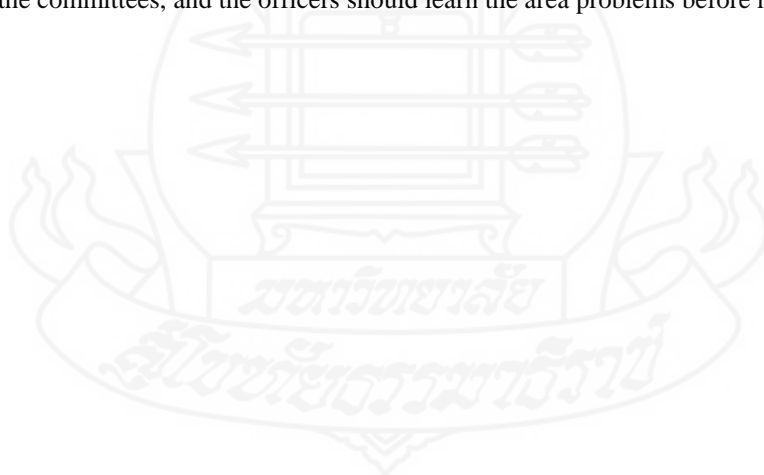 the committees, and the officers should learn the area problems before
มหาวิทยาลัย
สุโขทัยธรรมาธิราช